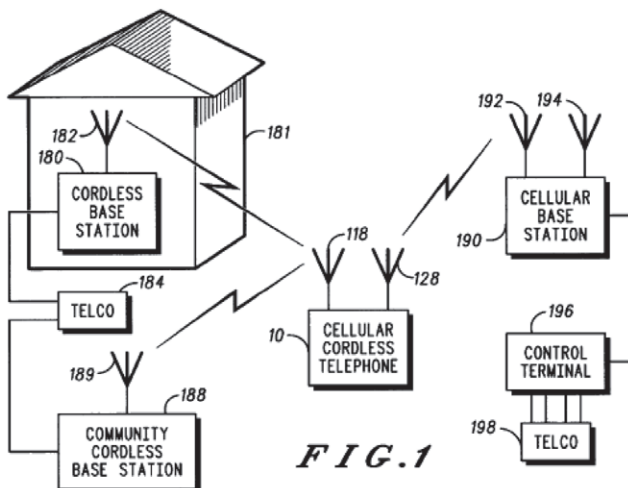 192
194
182
180
181
CORDLESS
BASE
STATION
CELLULAR
BASE
STATION
190
118
128
184
TELCO
10
CELLULAR
CORDLESS
TELEPHONE
196
CONTROL
TERMINAL
189
188
COMMUNITY
CORDLESS
BASE STATION
198
TELCO
FIG.1